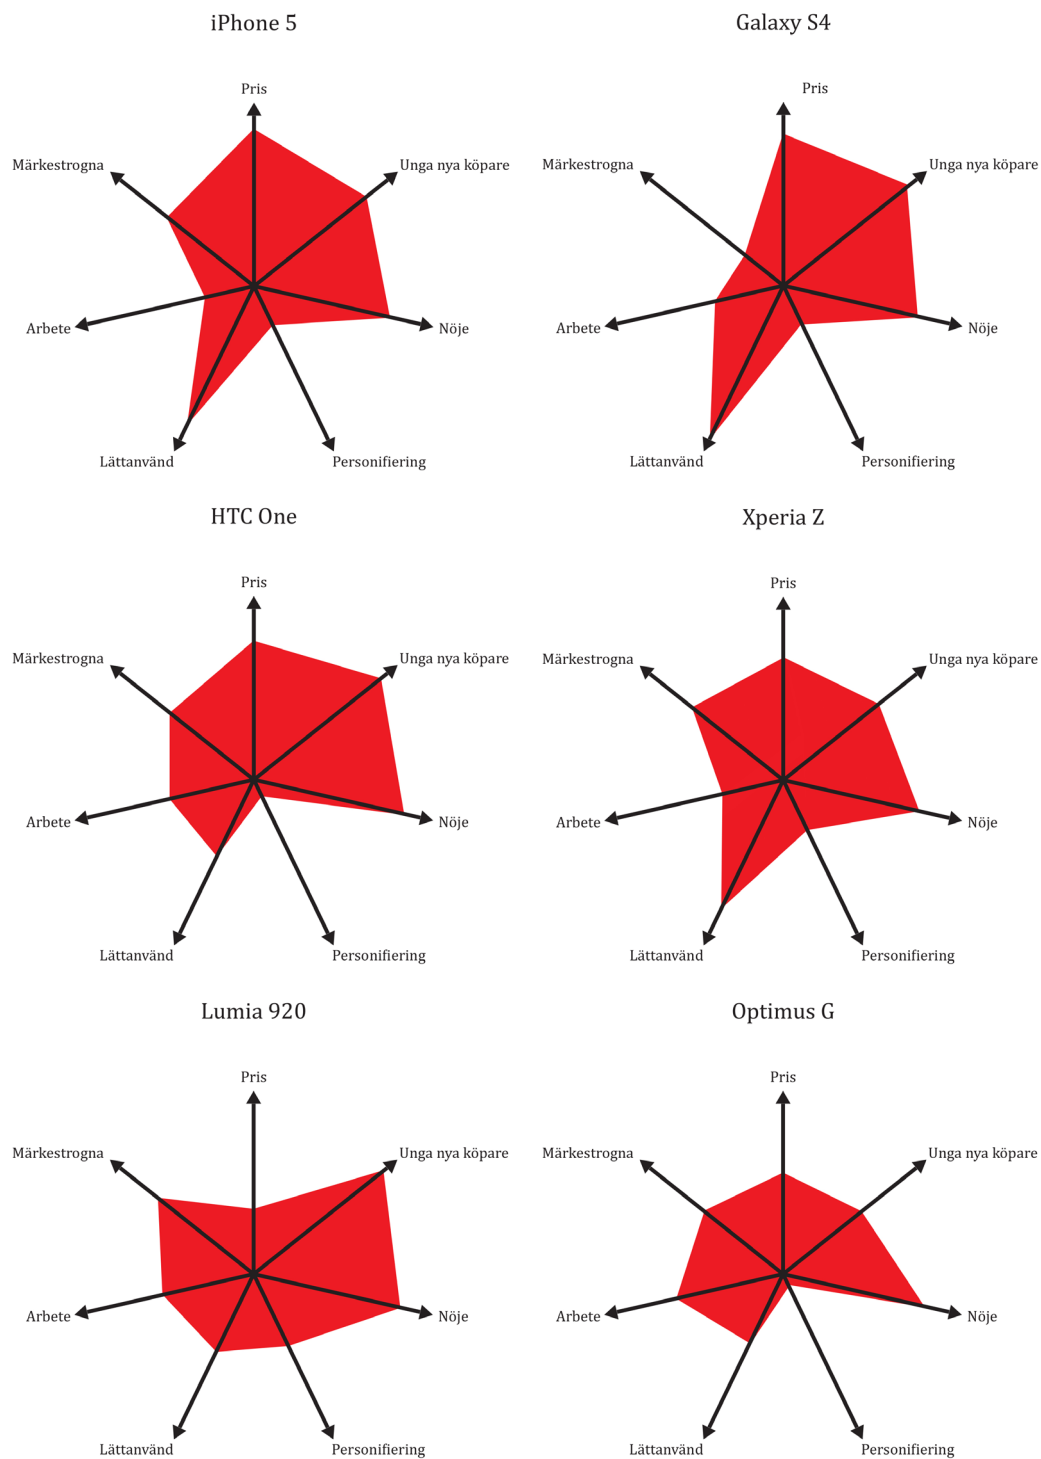 iPhone 5
Galaxy S4
Pris
Pris
Märkestrogna
Unga nya köpare
Märkestrogna
Unga nya köpare
Arbete
Nöje
Arbete
Nöje
Lättanvänd
Personifiering
Lättanvänd
Personifiering
HTC One
Xperia Z
Pris
Pris
Märkestrogna
Unga nya köpare
Märkestrogna
Unga nya köpare
Arbete
Nöje
Arbete
Nöje
Lättanvänd
Personifiering
Lättanvänd
Personifiering
Lumia 920
Optimus G
Pris
Pris
Märkestrogna
Unga nya köpare
Märkestrogna
Unga nya köpare
Arbete
Nöje
Arbete
Nöje
Lättanvänd
Personifiering
Lättanvänd
Personifiering